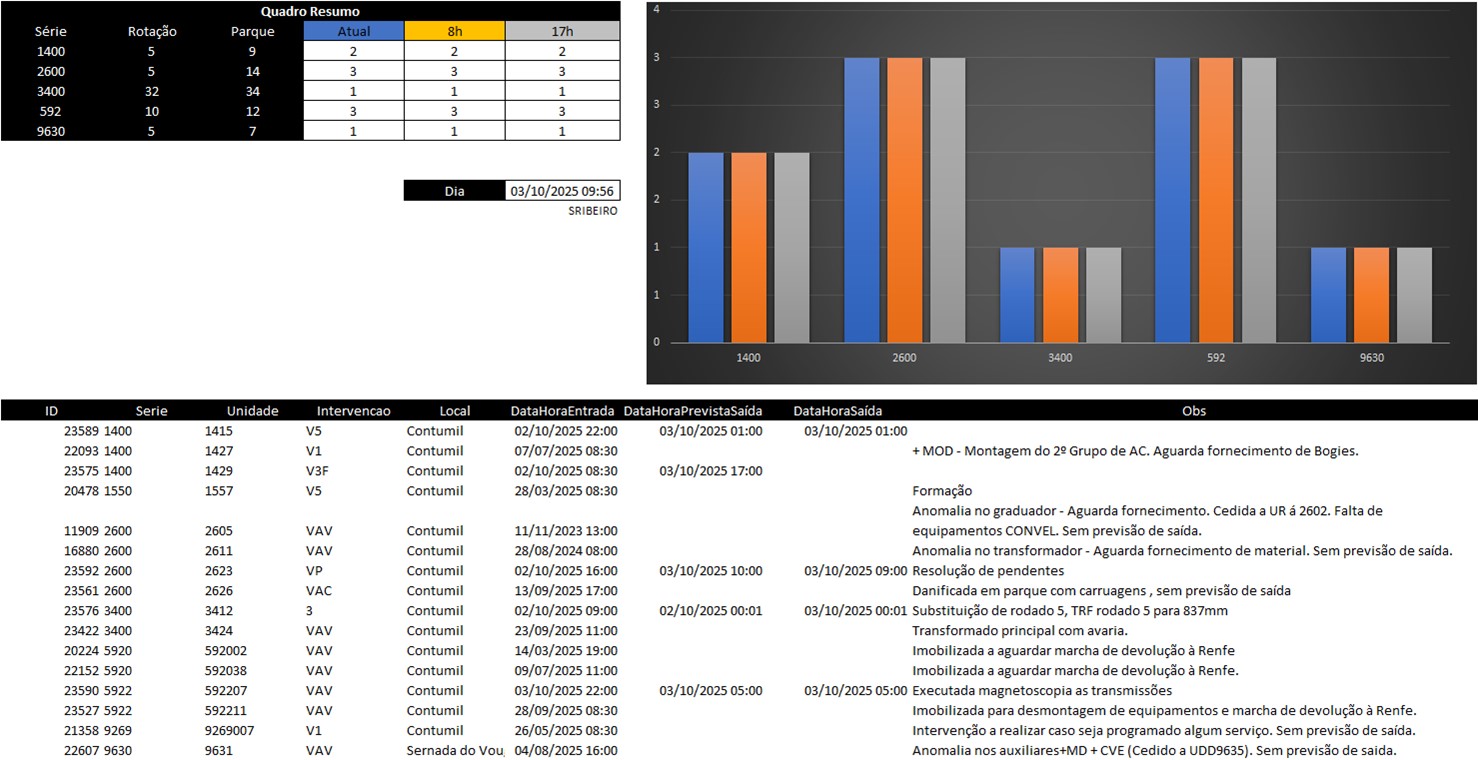 Quadro Resumo
Série Rotação Parque Atual 8h 17h
1400 5 9 2 2 2
2600 5 14 3 3 3
3400 32 34 1 1 1
592 10 12 3 3 3
9630 5 7 1 1 1
Dia 03/10/2025 09:56
SRIBEIRO
4
3
3
2
2
1
1
0
1400 2600 3400 592 9630
ID Serie Unidade Intervencao Local DataHoraEntrada DataHoraPrevistaSaída DataHoraSaída Obs
23589 1400 1415 V5 Contumil 02/10/2025 22:00 03/10/2025 01:00 03/10/2025 01:00
22093 1400 1427 V1 Contumil 07/07/2025 08:30 + MOD - Montagem do 2º Grupo de AC. Aguarda fornecimento de Bogies.
23575 1400 1429 V3F Contumil 02/10/2025 08:30 03/10/2025 17:00
20478 1550 1557 V5 Contumil 28/03/2025 08:30 Formação
Anomalia no graduador - Aguarda fornecimento. Cedida a UR á 2602. Falta de
11909 2600 2605 VAV Contumil 11/11/2023 13:00 equipamentos CONVEL. Sem previsão de saída.
16880 2600 2611 VAV Contumil 28/08/2024 08:00 Anomalia no transformador - Aguarda fornecimento de material. Sem previsão de saída.
23592 2600 2623 VP Contumil 02/10/2025 16:00 03/10/2025 10:00 03/10/2025 09:00 Resolução de pendentes
23561 2600 2626 VAC Contumil 13/09/2025 17:00 Danificada em parque com carruagens , sem previsão de saída
23576 3400 3412 3 Contumil 02/10/2025 09:00 02/10/2025 00:01 03/10/2025 00:01 Substituição de rodado 5, TRF rodado 5 para 837mm
23422 3400 3424 VAV Contumil 23/09/2025 11:00 Transformado principal com avaria.
20224 5920 592002 VAV Contumil 14/03/2025 19:00 Imobilizada a aguardar marcha de devolução à Renfe
22152 5920 592038 VAV Contumil 09/07/2025 11:00 Imobilizada a aguardar marcha de devolução à Renfe.
23590 5922 592207 VAV Contumil 03/10/2025 22:00 03/10/2025 05:00 03/10/2025 05:00 Executada magnetoscopia as transmissões
23527 5922 592211 VAV Contumil 28/09/2025 08:30 Imobilizada para desmontagem de equipamentos e marcha de devolução à Renfe.
21358 9269 9269007 V1 Contumil 26/05/2025 08:30 Intervenção a realizar caso seja programado algum serviço. Sem previsão de saída.
22607 9630 9631 VAV Sernada do Vou 04/08/2025 16:00 Anomalia nos auxiliares+MD + CVE (Cedido a UDD9635). Sem previsão de saida.